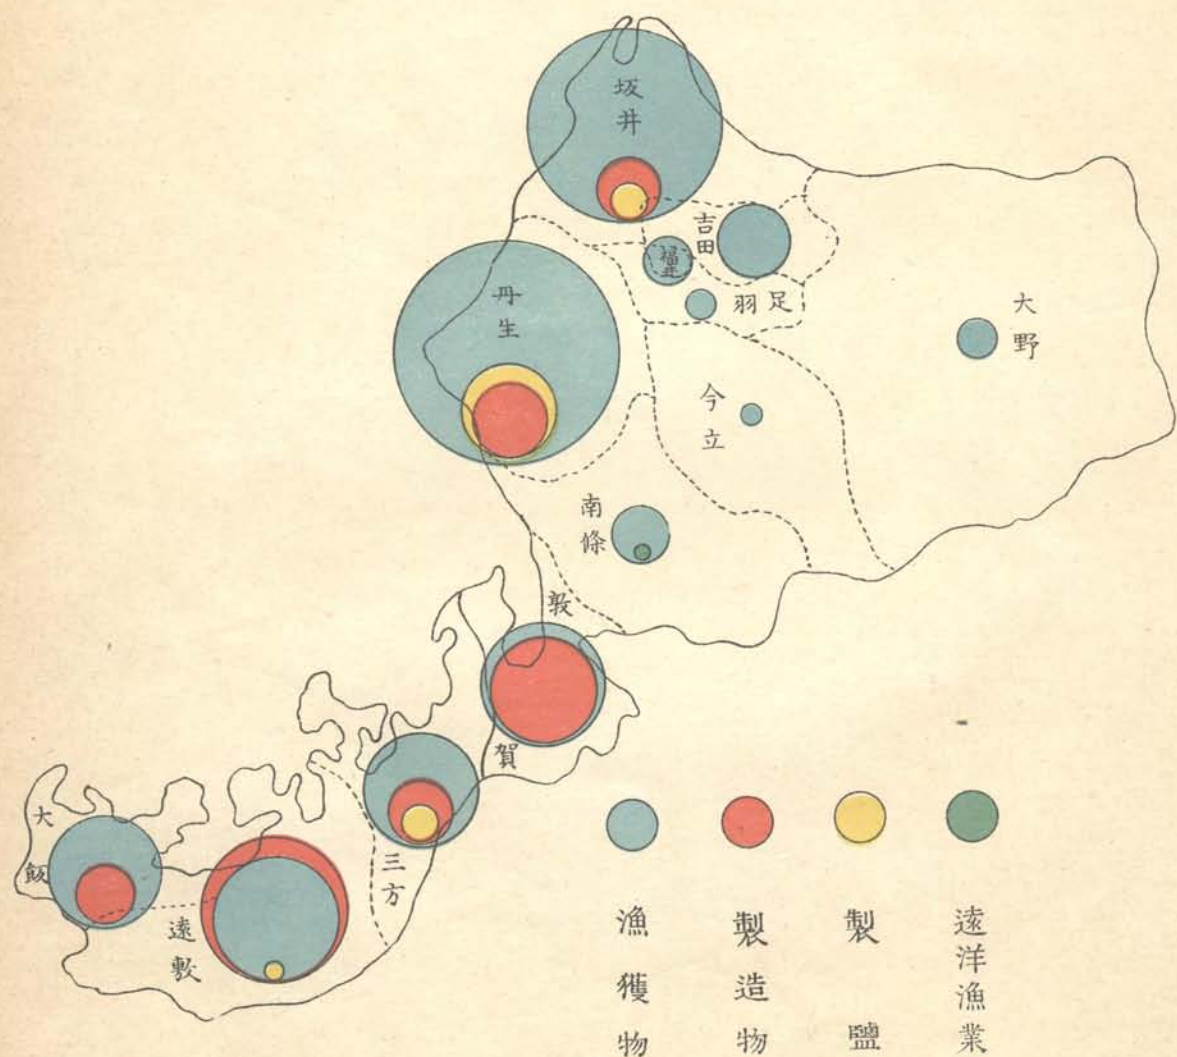 坂井
吉田
福井
足羽
丹生
大野
今立
南條
敦賀
三方
大飯
遠敷
漁獲物
製造物
製鹽
遠洋漁業